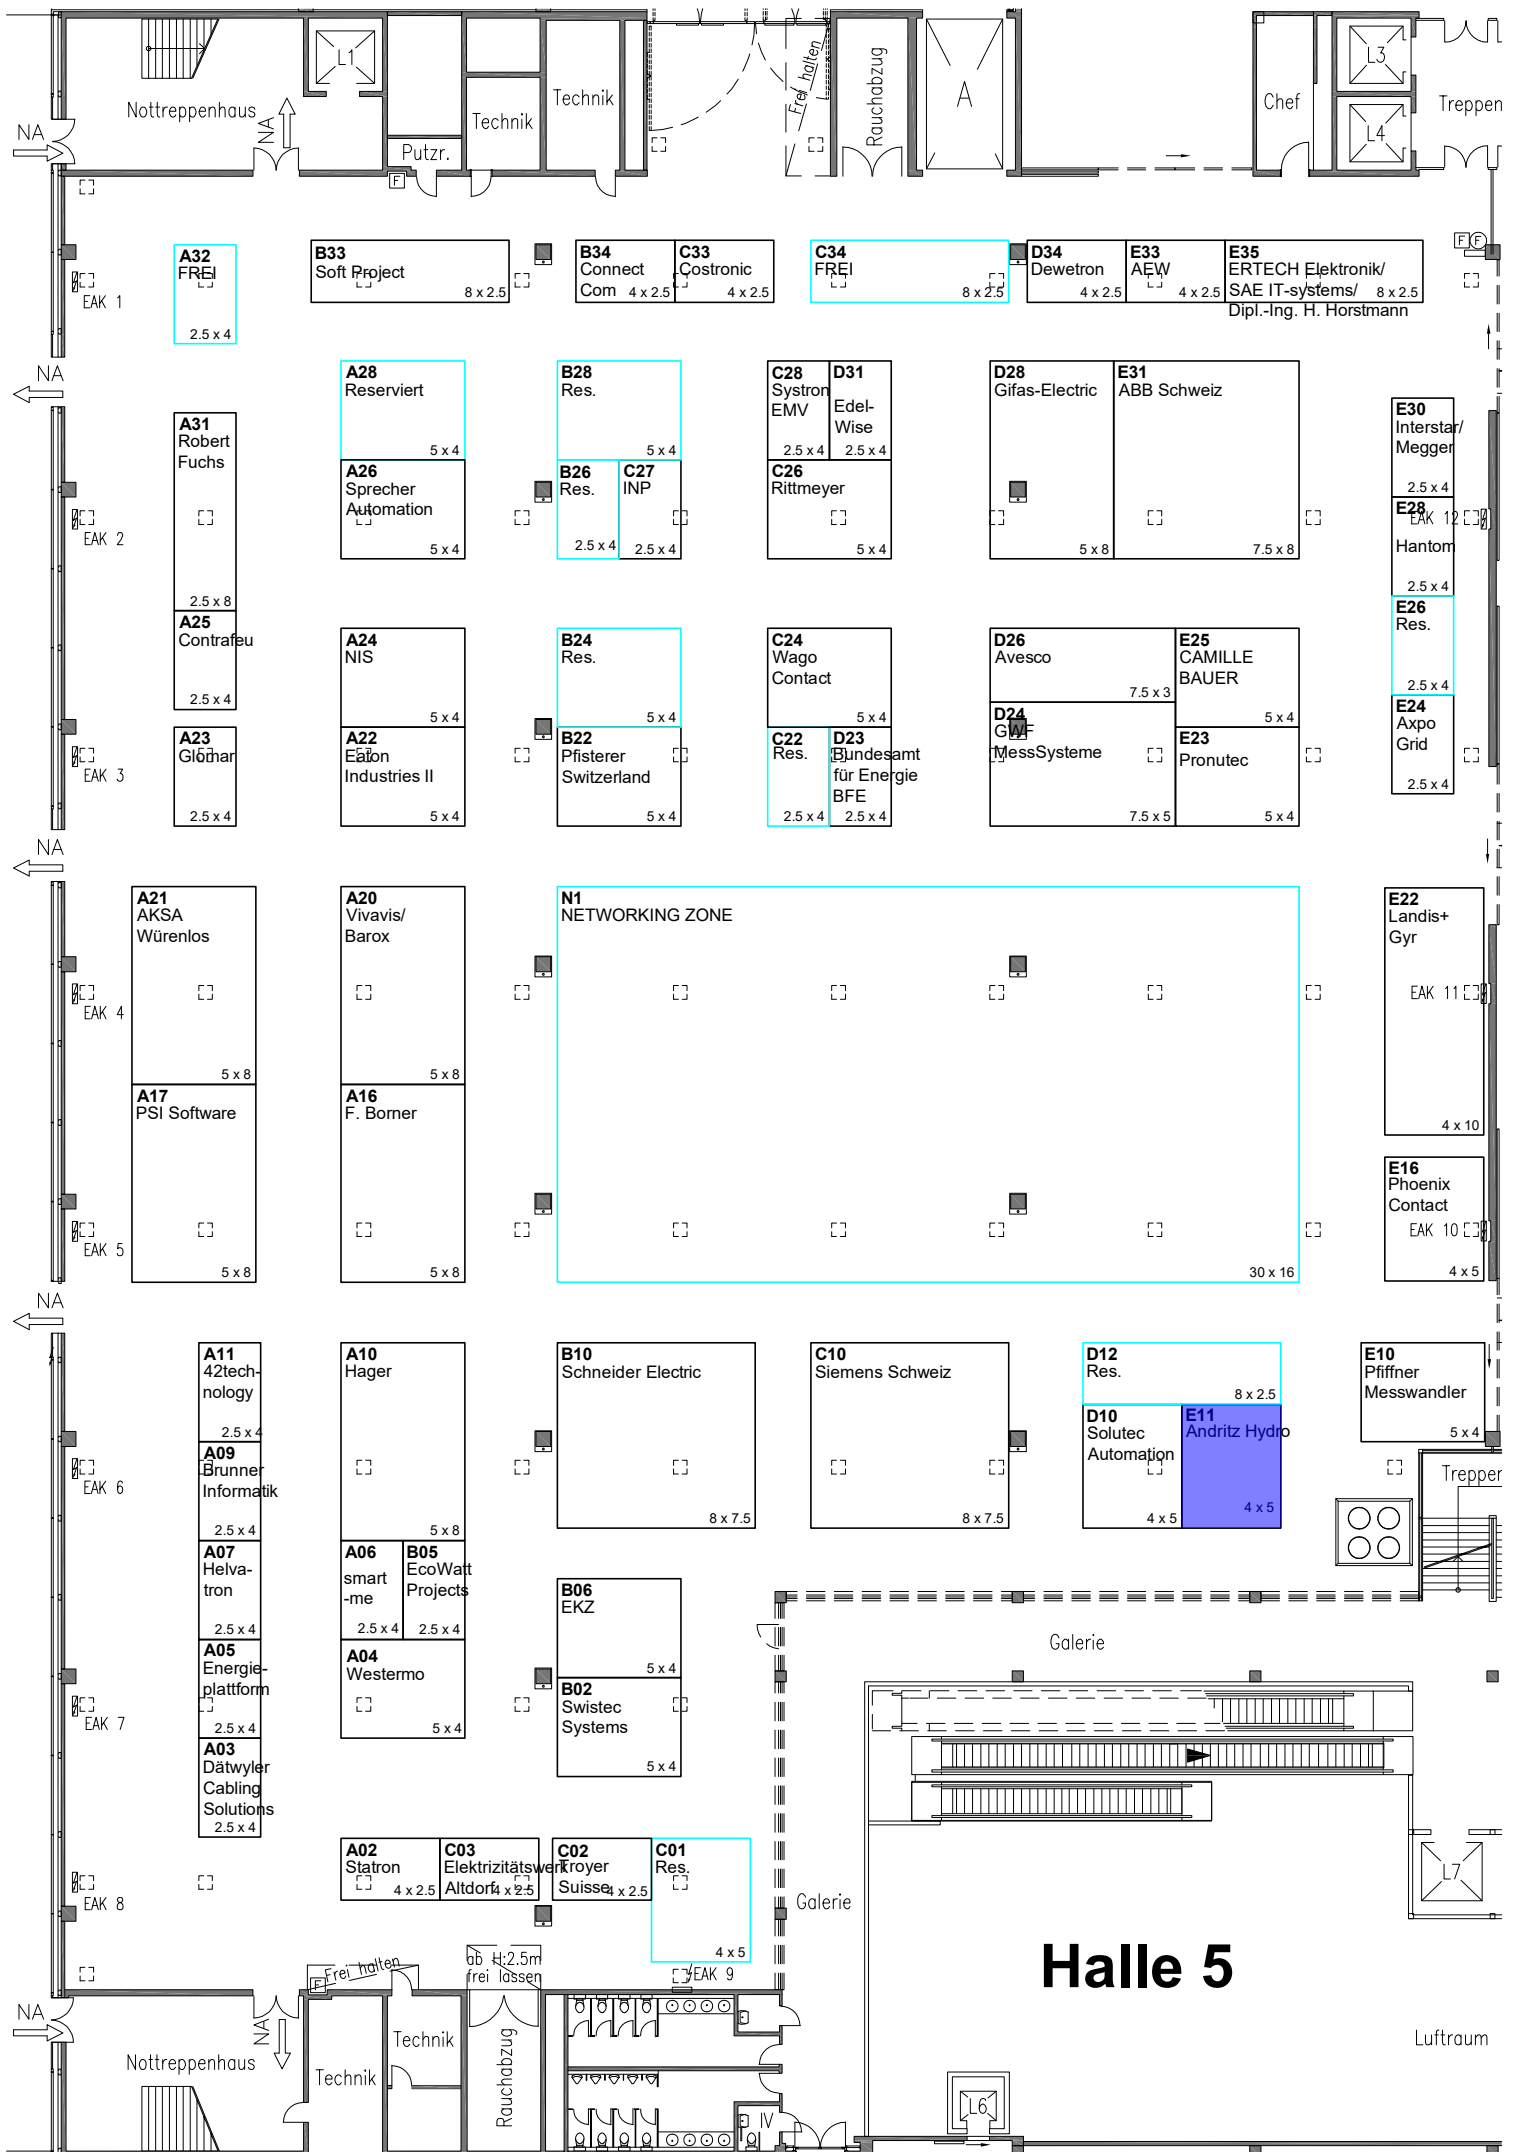 L1
Nottreppenhaus
NA
NA
Putzr.
Technik
Technik
Frei halten
Rauchabzug
A
Chef
L3
L4
Treppen
F
A32
FREI
2.5 x 4
B33
Soft Project
8 x 2.5
B34
Connect
Com
4 x 2.5
C33
Costronic
4 x 2.5
C34
FREI
8 x 2.5
D34
Dewetron
4 x 2.5
E33
AEW
4 x 2.5
E35
ERTECH Elektronik/
SAE IT-systems/
8 x 2.5
Dipl.-Ing. H. Horstmann
F F
EAK 1
NA
A28
Reserviert
5 x 4
B28
Res.
5 x 4
C28
Systron
EMV
2.5 x 4
D31
Edel-
Wise
2.5 x 4
D28
Gifas-Electric
5 x 8
E31
ABB Schweiz
7.5 x 8
E30
Interstar/
Megger
2.5 x 4
A31
Robert
Fuchs
2.5 x 8
A26
Sprecher
Automation
5 x 4
B26
Res.
2.5 x 4
C27
INP
2.5 x 4
C26
Rittmeyer
5 x 4
E28
Hantom
2.5 x 4
EAK 12
EAK 2
A25
Contrafeu
2.5 x 4
A24
NIS
5 x 4
B24
Res.
5 x 4
C24
Wago
Contact
D26
Avesco
7.5 x 3
E25
CAMILLE
BAUER
5 x 4
E26
Res.
2.5 x 4
A23
Glomar
2.5 x 4
A22
Eaton
Industries II
5 x 4
B22
Pfisterer
Switzerland
5 x 4
C22
Res.
2.5 x 4
D23
Bundesamt
für Energie
BFE
2.5 x 4
D24
GWF
MessSysteme
7.5 x 5
E23
Pronutec
5 x 4
E24
Axpo
Grid
2.5 x 4
EAK 3
NA
A21
AKSA
Würenlos
5 x 8
A20
Vivavis/
Barox
5 x 8
N1
NETWORKING ZONE
30 x 16
E22
Landis+
Gyr
4 x 10
EAK 4
EAK 11
A17
PSI Software
5 x 8
A16
F. Borner
5 x 8
E16
Phoenix
Contact
4 x 5
EAK 5
EAK 10
NA
A11
42tech-
nology
2.5 x 4
A10
Hager
5 x 8
B10
Schneider Electric
8 x 7.5
C10
Siemens Schweiz
8 x 7.5
D12
Res.
8 x 2.5
E10
Pfiffner
Messwandler
5 x 4
A09
Brunner
Informatik
2.5 x 4
D10
Solutec
Automation
4 x 5
E11
Andritz Hydro
4 x 5
Treppen
EAK 6
A07
Helva-
tron
2.5 x 4
A06
smart
-me
2.5 x 4
B05
EcoWatt
Projects
2.5 x 4
B06
EKZ
5 x 4
A05
Energie-
plattform
2.5 x 4
A04
Westermo
5 x 4
B02
Swistec
Systems
5 x 4
Galerie
EAK 7
A03
Dätwyler
Cabling
Solutions
2.5 x 4
A02
Statron
4 x 2.5
C03
Elektrizitätswerk
Altdorf
4 x 2.5
C02
Troyer
Suisse
4 x 2.5
C01
Res.
4 x 5
EAK 8
Galerie
L7
Halle 5
F
Frei halten
ab H:2.5m
frei lassen
EAK 9
NA
NA
Nottreppenhaus
Technik
Technik
Rauchabzug
IV
L6
Luftraum